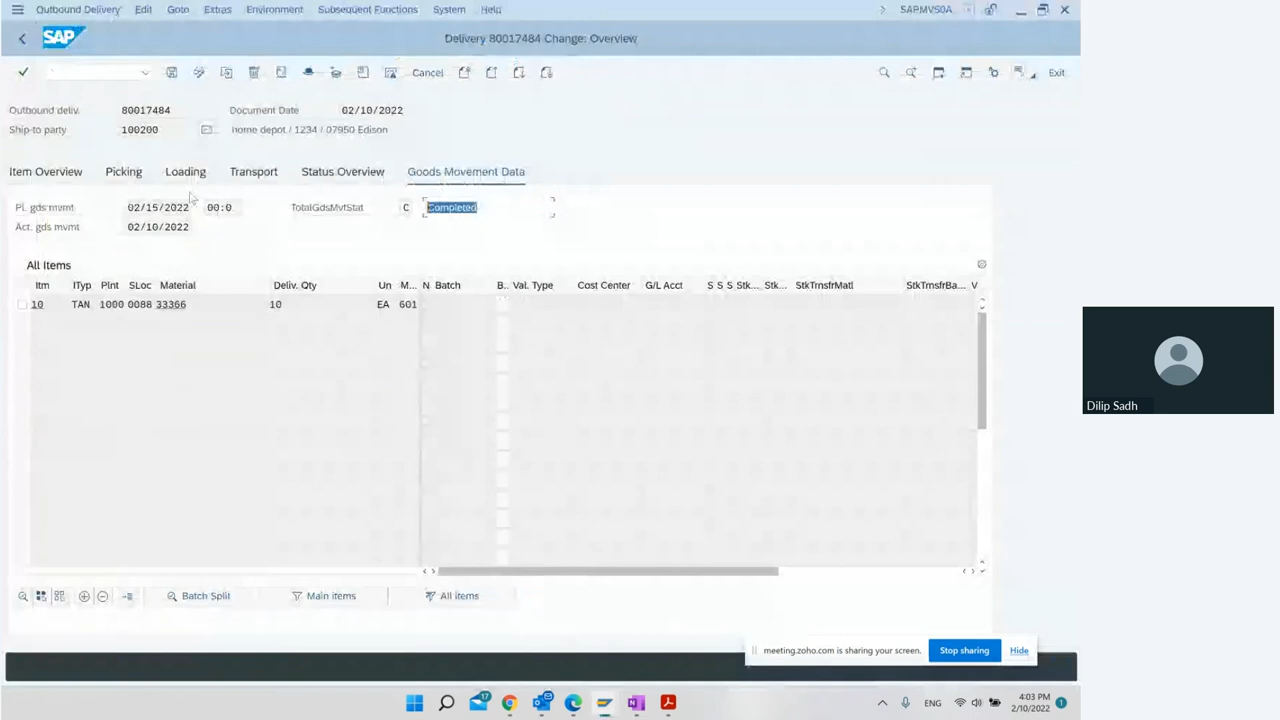 Outbound Delivery Edit Goto Extras Environment Subsequent Functions System Help SAPMVS0A
SAP Delivery 80017484 Change: Overview
Cancel Exit
Outbound deliv. 80017484 Document Date 02/10/2022
Ship-to party 100200 home depot / 1234 / 07950 Edison
Item Overview Picking Loading Transport Status Overview Goods Movement Data
Pl. gds mvmt 02/15/2022 00:0 TotalGdsMvtStat C Completed
Act. gds mvmt 02/10/2022
All Items
Itm ITyp Plnt SLoc Material Deliv. Qty Un M... N Batch B.. Val. Type Cost Center G/L Acct S S S Stk... Stk... StkTrnsfrMatl StkTrnsfrBa... V
10 TAN 1000 0088 33366 10 EA 601
Batch Split Main items All items
Dilip Sadh
meeting.zoho.com is sharing your screen. Stop sharing Hide
17
ENG 4:03 PM
2/10/2022 1